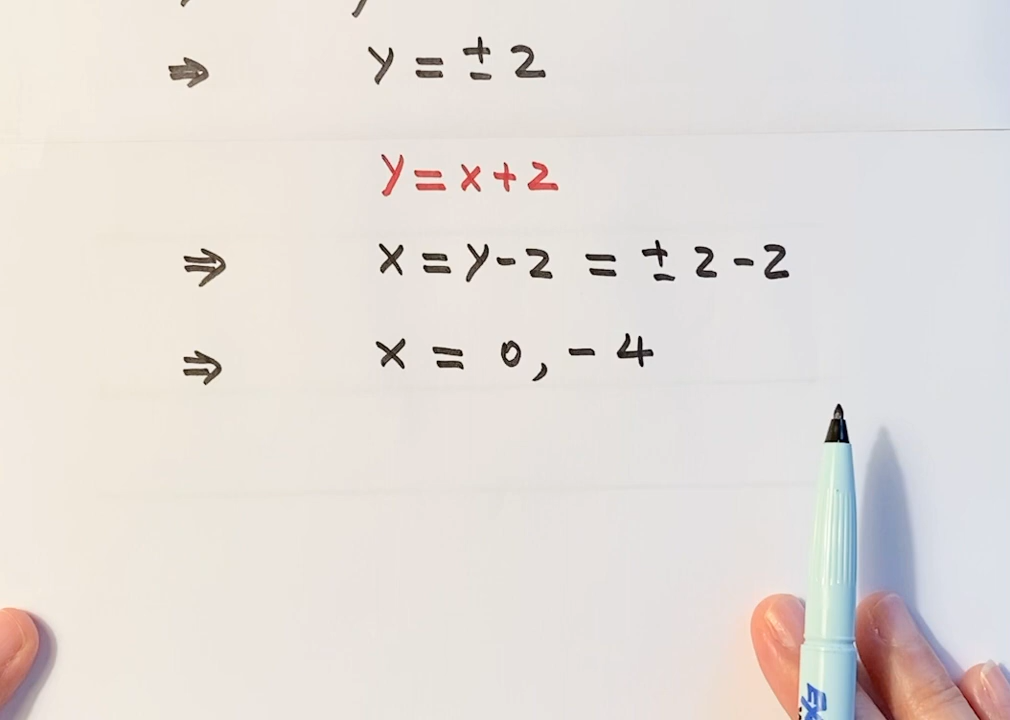 ⇒ y = ± 2
y = x + 2
⇒ x = y - 2 = ± 2 - 2
⇒ x = 0, - 4